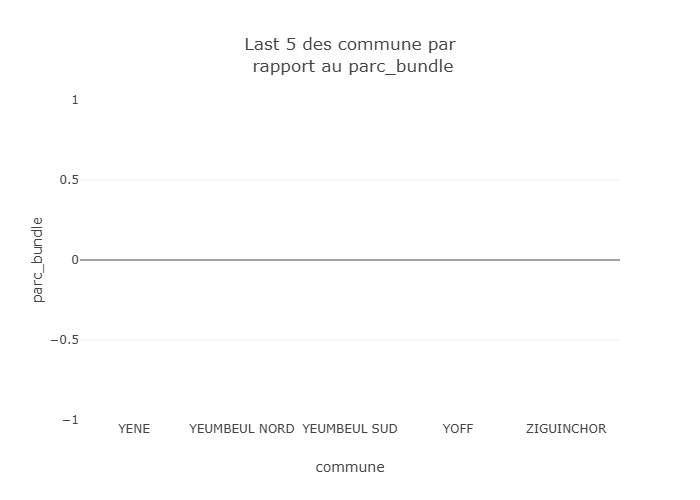 Last 5 des commune par
rapport au parc_bundle
1
0.5
0
−0.5
−1
parc_bundle
YENE YEUMBEUL NORD YEUMBEUL SUD YOFF ZIGUINCHOR
commune